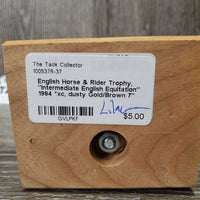 The Tack Collector
1005376-37
English Horse & Rider Trophy,
"Intermediate English Equitation"
1994 *xc, dusty Gold/Brown 7"
GVLPKF
$5.00